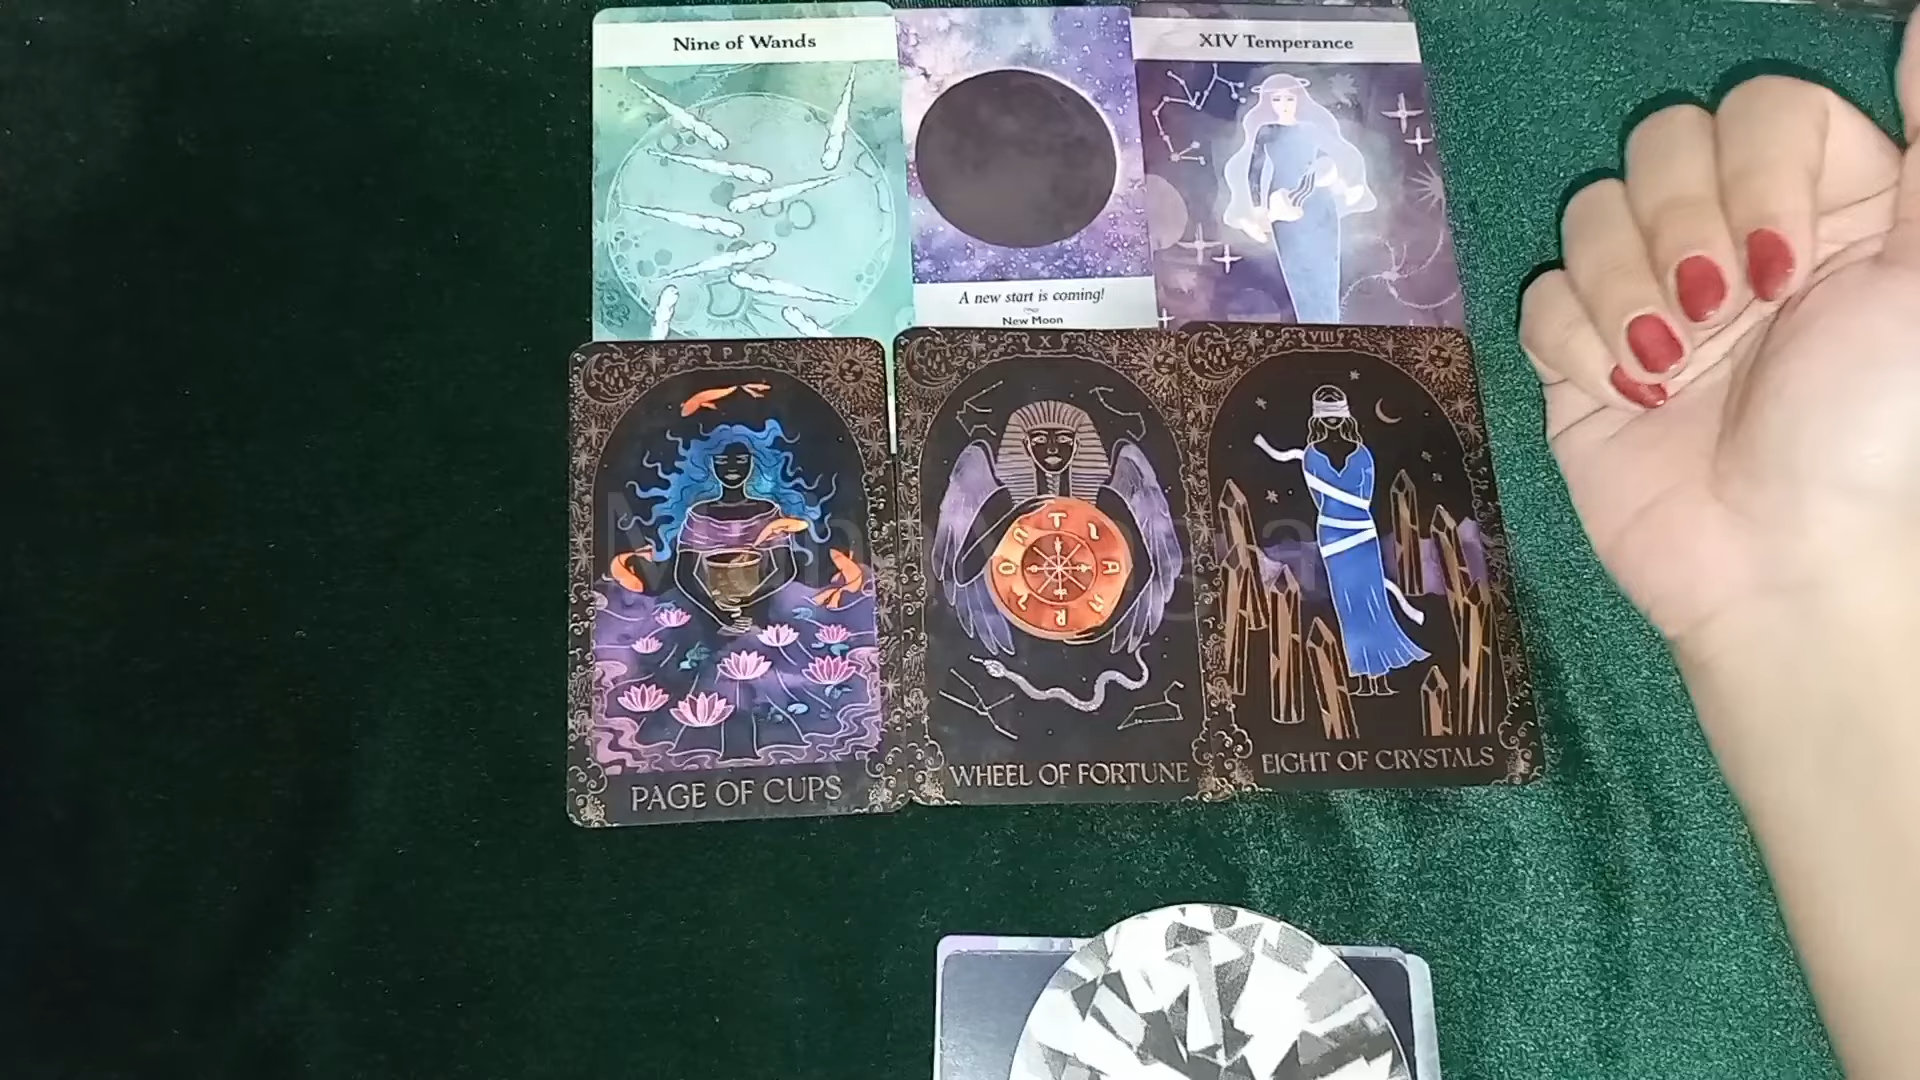 Nine of Wands
XIV Temperance
A new start is coming!
New Moon
P
X
VIII
T
A
R
O
PAGE OF CUPS
WHEEL OF FORTUNE
EIGHT OF CRYSTALS